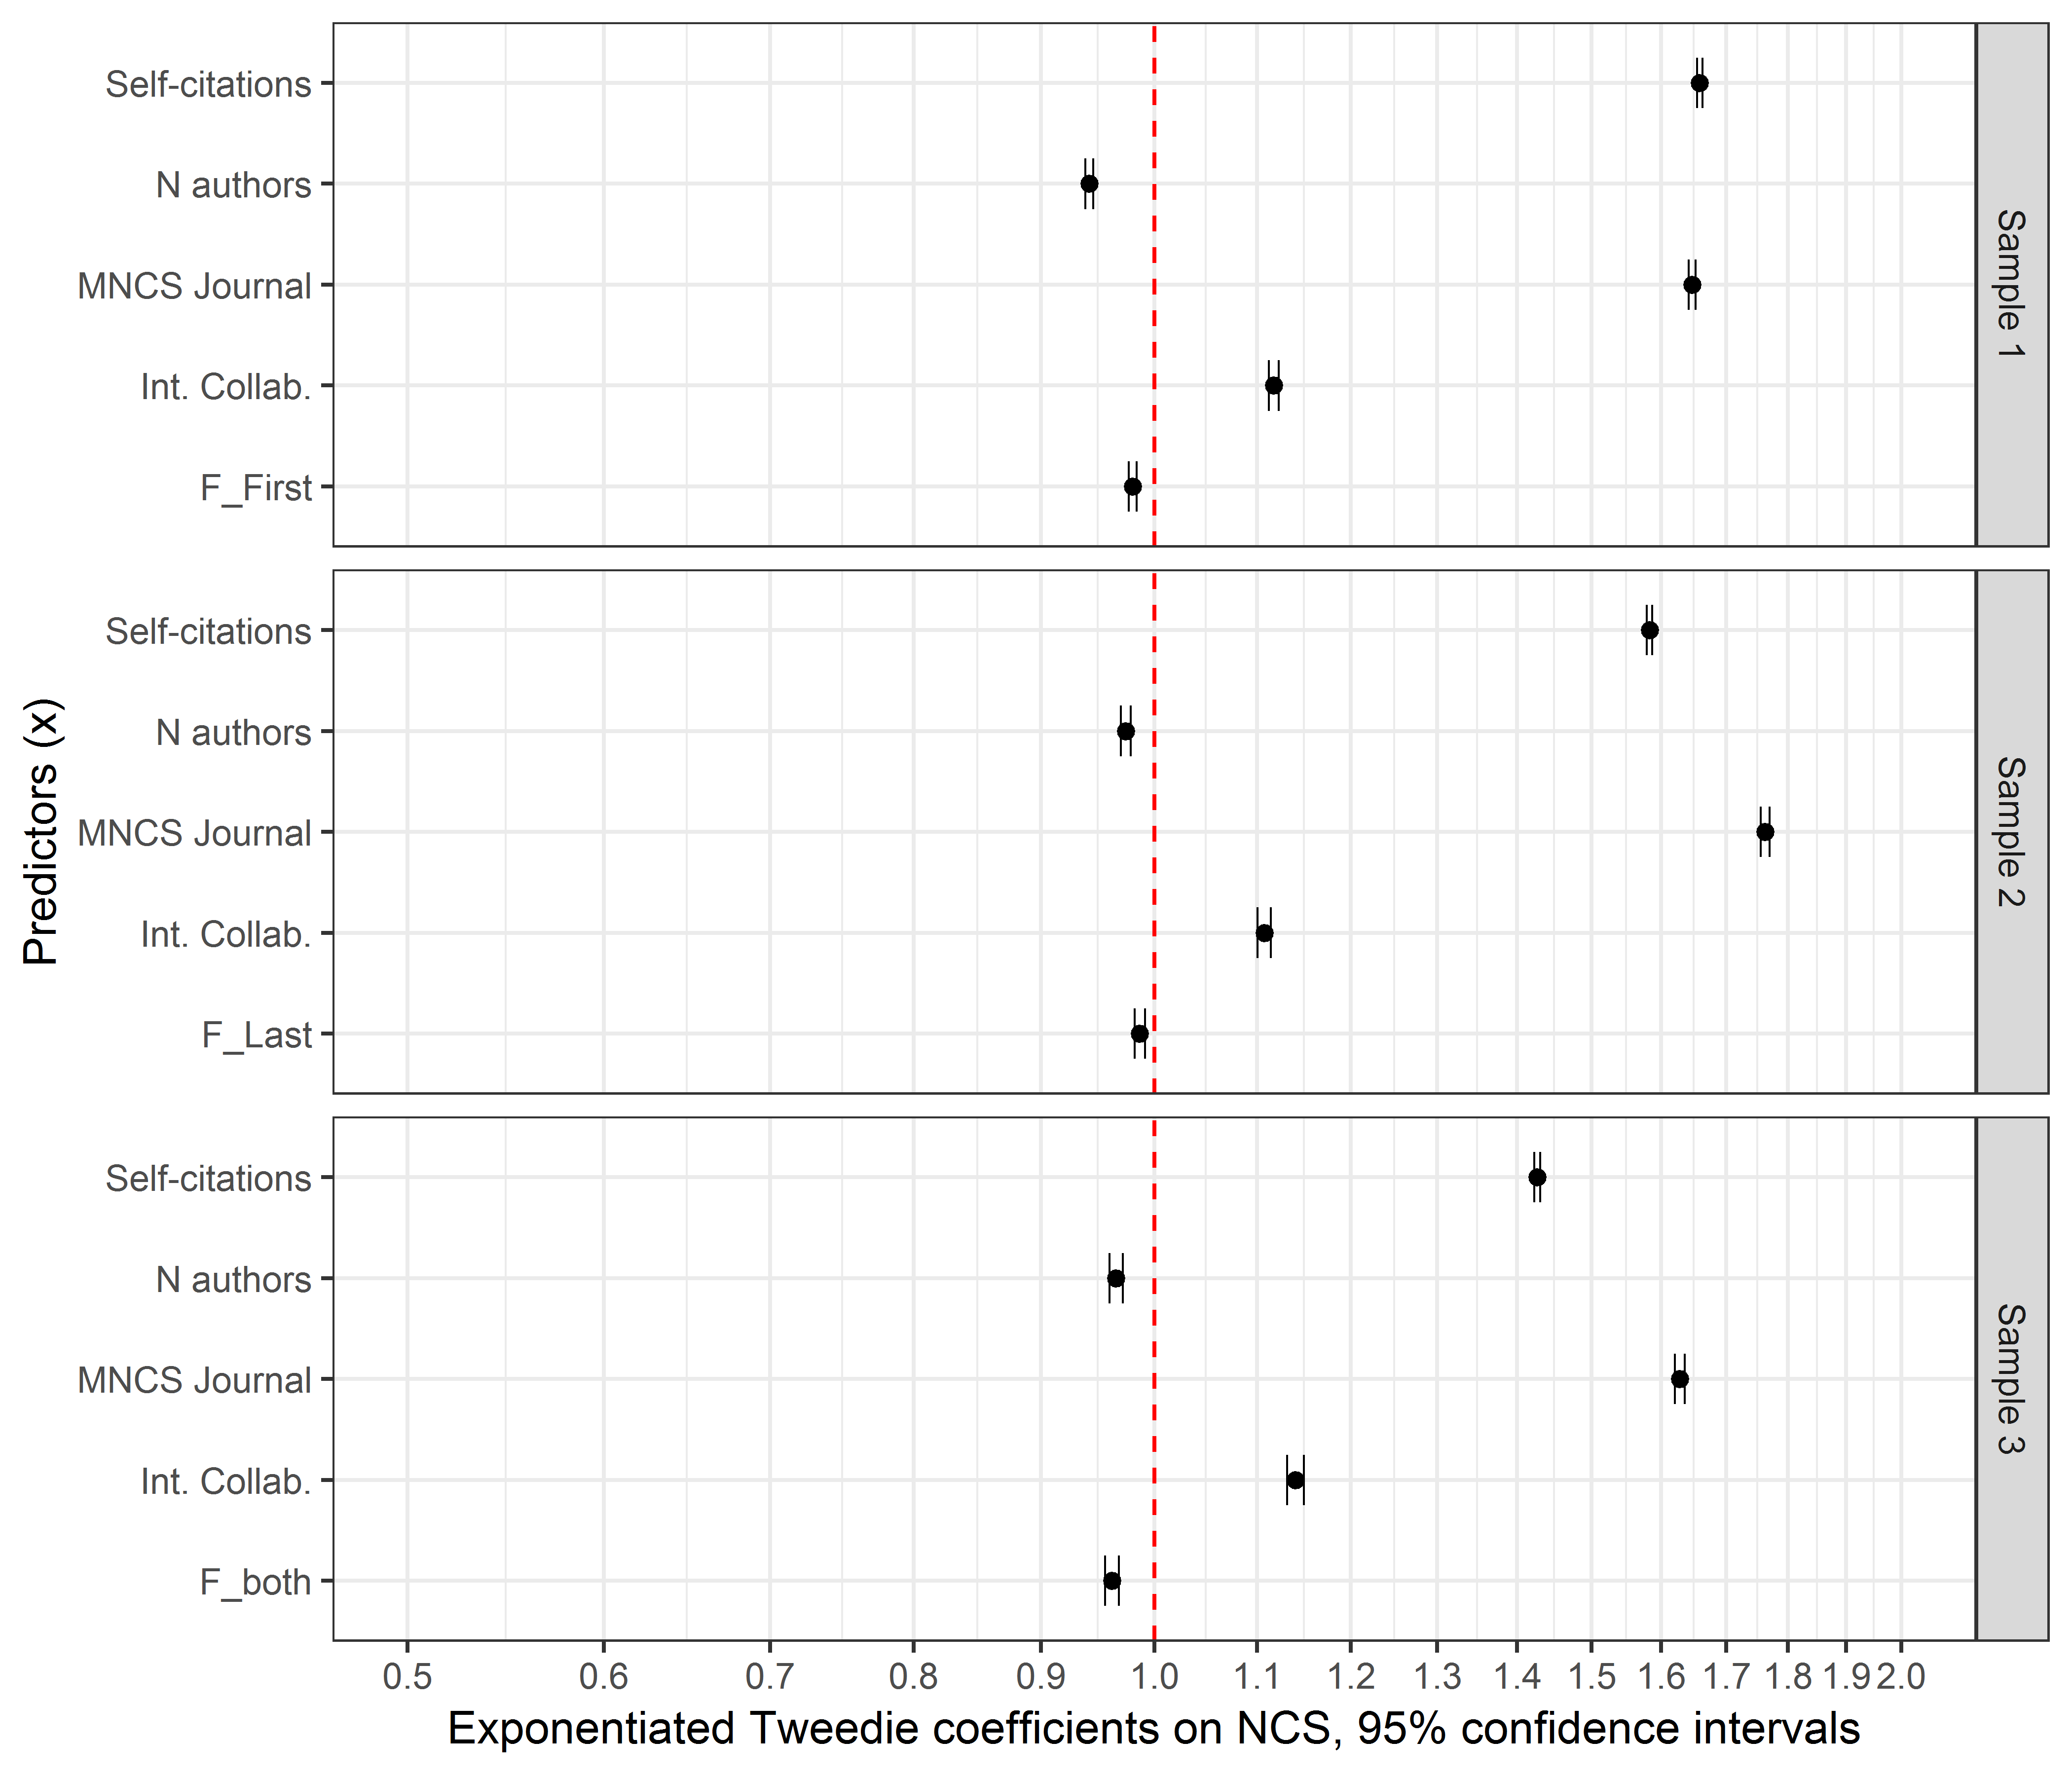 Predictors (x)
Self-citations
N authors
MNCS Journal
Int. Collab.
F_First
Sample 1
Self-citations
N authors
MNCS Journal
Int. Collab.
F_Last
Sample 2
Self-citations
N authors
MNCS Journal
Int. Collab.
F_both
Sample 3
0.5 0.6 0.7 0.8 0.9 1.0 1.1 1.2 1.3 1.4 1.5 1.6 1.7 1.8 1.9 2.0
Exponentiated Tweedie coefficients on NCS, 95% confidence intervals